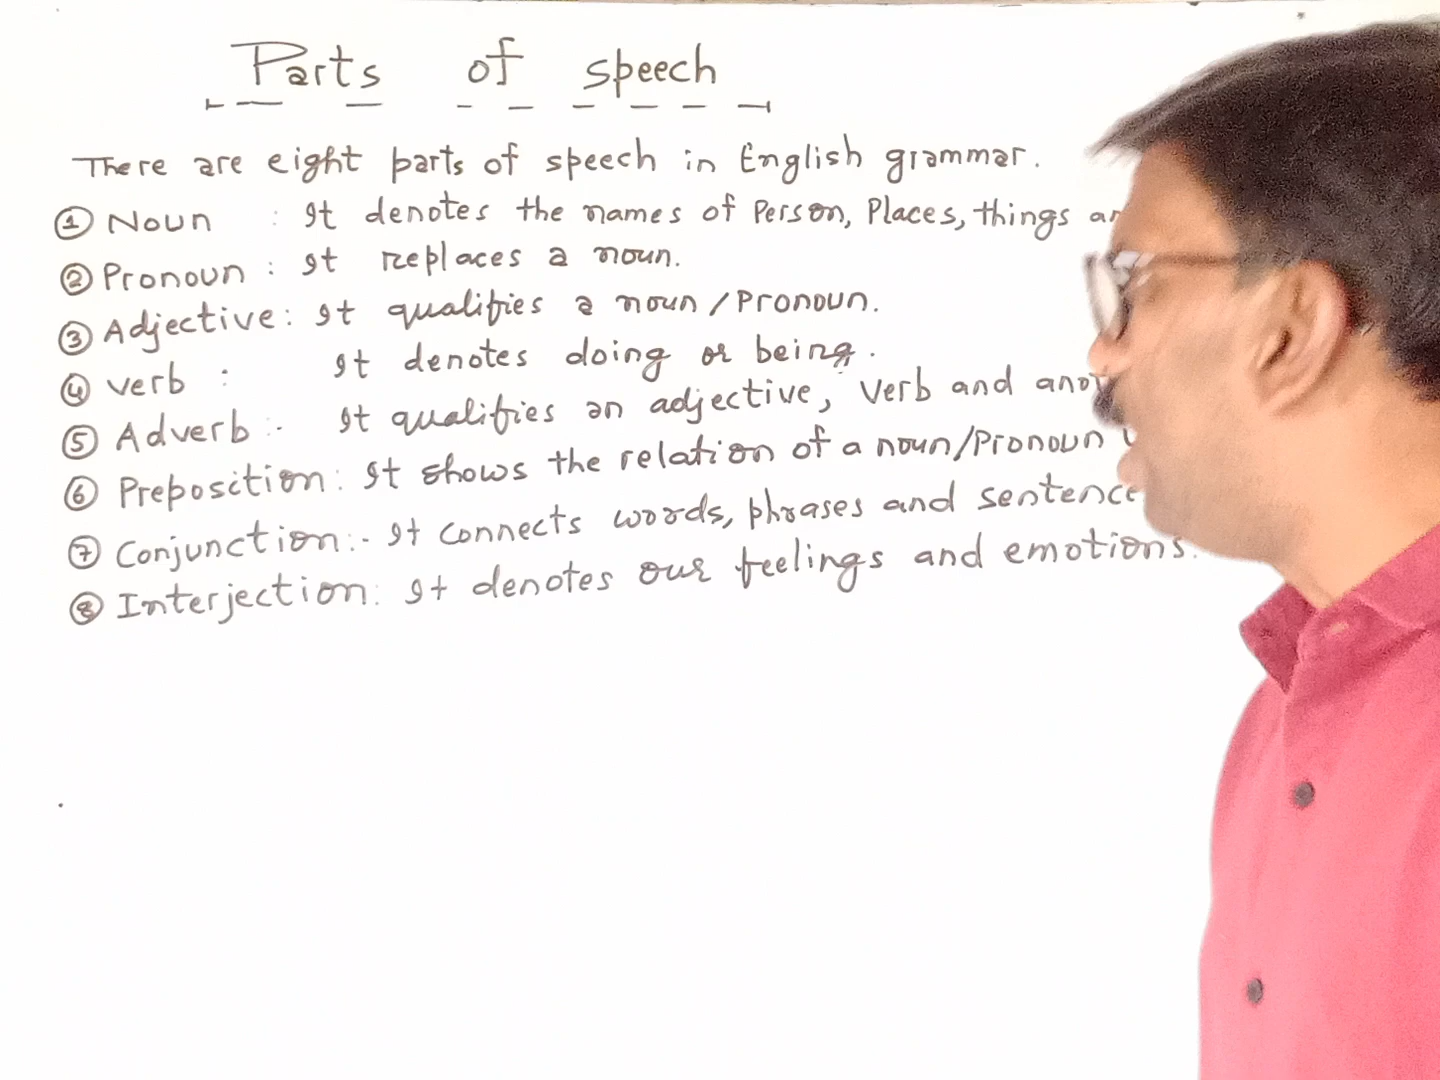 Parts of speech
There are eight parts of speech in English grammar.
① Noun : It denotes the names of Person, Places, things
② Pronoun : It replaces a noun.
③ Adjective : It qualifies a noun / Pronoun.
④ verb : It denotes doing or being.
⑤ Adverb :- It qualifies an adjective, verb and
⑥ Preposition : It shows the relation of a noun/Pronoun
⑦ Conjunction :- It connects words, phrases and
⑧ Interjection : It denotes our feelings and emotions.